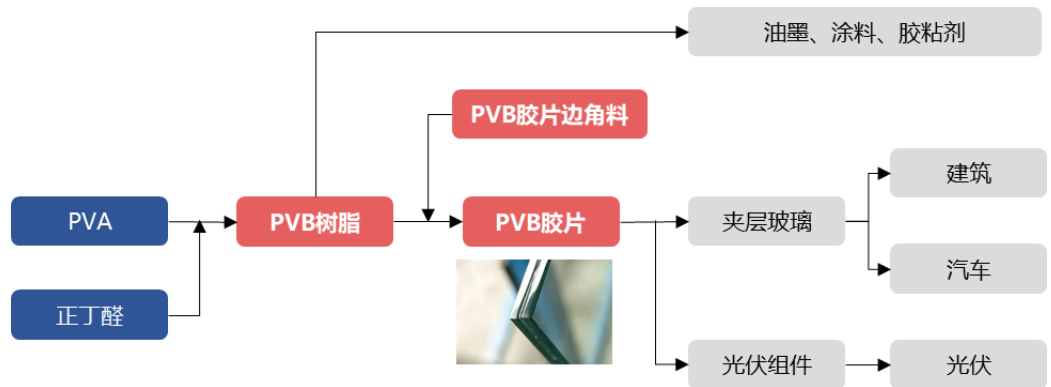 油墨、涂料、胶粘剂
PVB胶片边角料
建筑
PVA
PVB树脂
PVB胶片
夹层玻璃
汽车
正丁醛
光伏组件
光伏